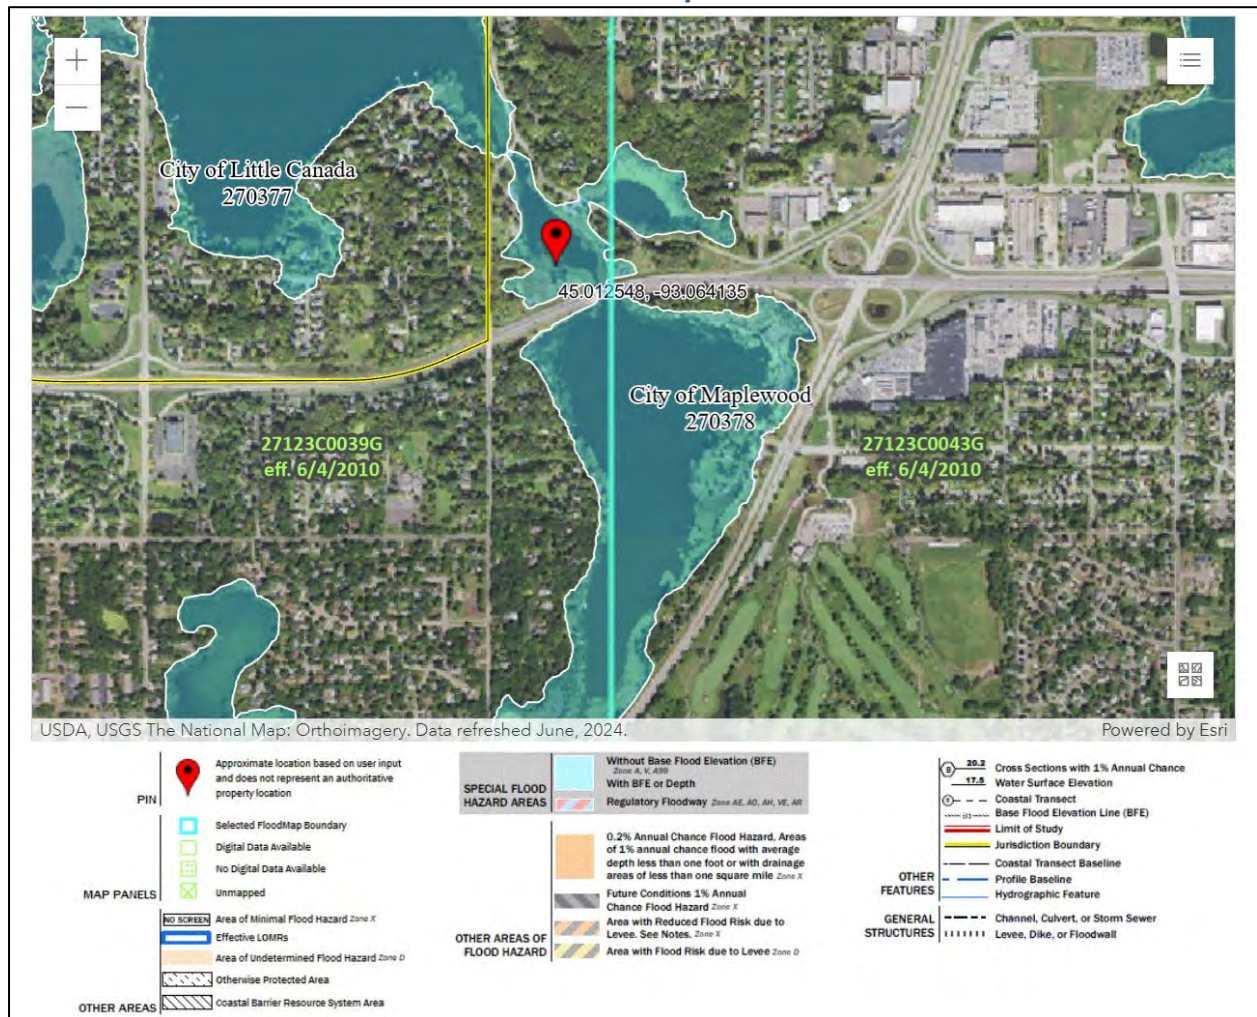 City of Little Canada
270377
45.012548, -93.064135
City of Maplewood
270378
27123C0039G
eff. 6/4/2010
27123C0043G
eff. 6/4/2010
USDA, USGS The National Map: Orthoimagery. Data refreshed June, 2024.
Powered by Esri
PIN
Approximate location based on user input
and does not represent an authoritative
property location
MAP PANELS
Selected FloodMap Boundary
Digital Data Available
No Digital Data Available
Unmapped
OTHER AREAS
NO SCREEN Area of Minimal Flood Hazard Zone X
Effective LOMRs
Area of Undetermined Flood Hazard Zone D
Otherwise Protected Area
Coastal Barrier Resource System Area
SPECIAL FLOOD
HAZARD AREAS
Without Base Flood Elevation (BFE)
Zone A, V, A99
With BFE or Depth
Regulatory Floodway Zone AE, AO, AH, VE, AR
OTHER AREAS OF
FLOOD HAZARD
0.2% Annual Chance Flood Hazard, Areas
of 1% annual chance flood with average
depth less than one foot or with drainage
areas of less than one square mile Zone X
Future Conditions 1% Annual
Chance Flood Hazard Zone X
Area with Reduced Flood Risk due to
Levee. See Notes. Zone X
Area with Flood Risk due to Levee Zone D
OTHER
FEATURES
B 20.2 Cross Sections with 1% Annual Chance
17.5 Water Surface Elevation
Coastal Transect
Base Flood Elevation Line (BFE)
Limit of Study
Jurisdiction Boundary
Coastal Transect Baseline
Profile Baseline
Hydrographic Feature
GENERAL
STRUCTURES
Channel, Culvert, or Storm Sewer
Levee, Dike, or Floodwall